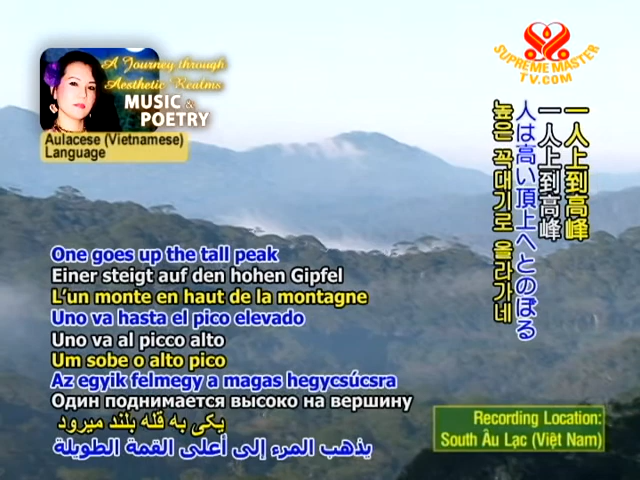 A Journey through
Aesthetic Realms
MUSIC &
POETRY
Aulacese (Vietnamese)
Language
SUPREME MASTER
TV.COM
一人上到高峰
一人上到高峰
人は高い頂上へとのぼる
높은 꼭대기로 올라가네
One goes up the tall peak
Einer steigt auf den hohen Gipfel
L'un monte en haut de la montagne
Uno va hasta el pico elevado
Uno va al picco alto
Um sobe o alto pico
Az egyik felmegy a magas hegycsúcsra
Один поднимается высоко на вершину
یکی به قله بلند میرود
يذهب المرء إلى أعلى القمة الطويلة
Recording Location:
South Âu Lạc (Việt Nam)